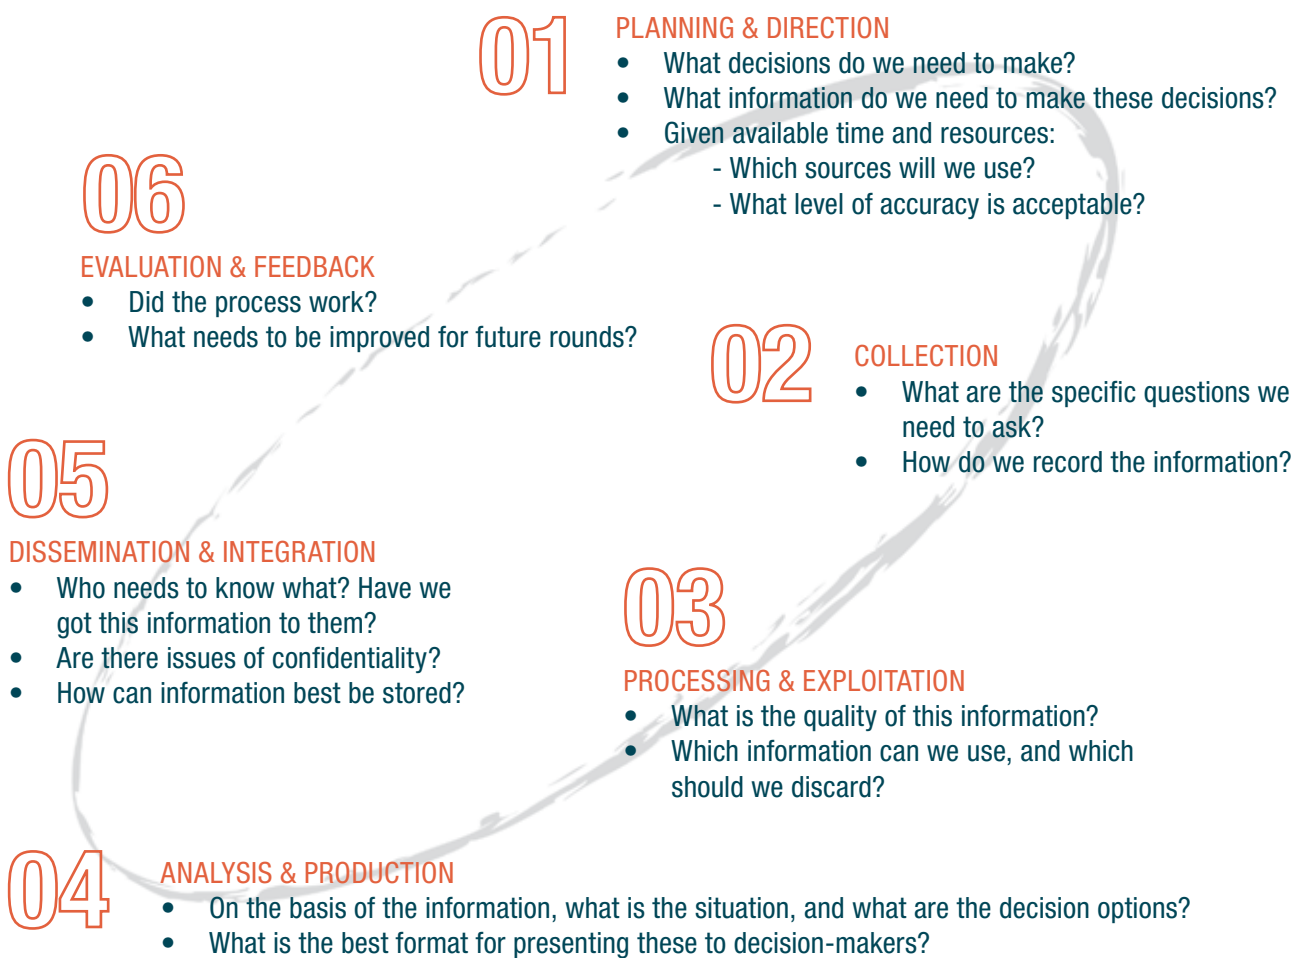 01
PLANNING & DIRECTION
• What decisions do we need to make?
• What information do we need to make these decisions?
• Given available time and resources:
- Which sources will we use?
- What level of accuracy is acceptable?
02
COLLECTION
• What are the specific questions we
need to ask?
• How do we record the information?
03
PROCESSING & EXPLOITATION
• What is the quality of this information?
• Which information can we use, and which
should we discard?
04
ANALYSIS & PRODUCTION
• On the basis of the information, what is the situation, and what are the decision options?
• What is the best format for presenting these to decision-makers?
05
DISSEMINATION & INTEGRATION
• Who needs to know what? Have we
got this information to them?
• Are there issues of confidentiality?
• How can information best be stored?
06
EVALUATION & FEEDBACK
• Did the process work?
• What needs to be improved for future rounds?